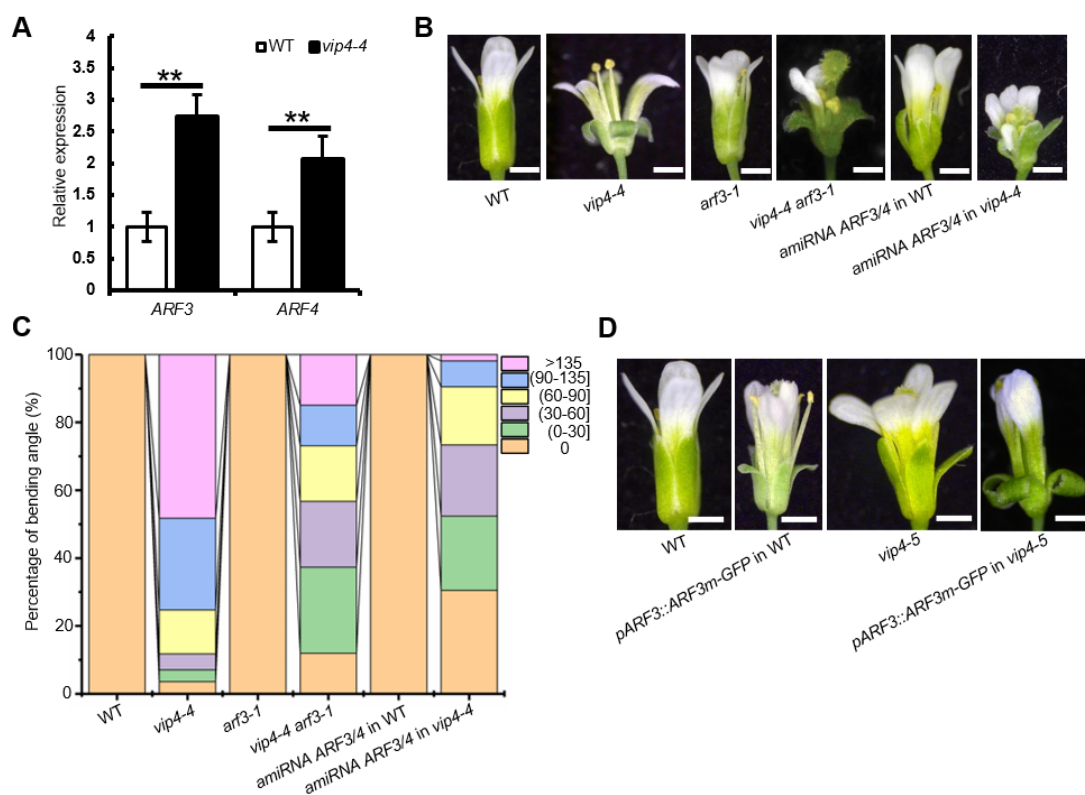 A
Relative expression
4
3.5
3
2.5
2
1.5
1
0.5
0
WT vip4-4
**
**
ARF3 ARF4
B
WT
vip4-4
arf3-1
vip4-4 arf3-1
amiRNA ARF3/4 in WT
amiRNA ARF3/4 in vip4-4
C
Percentage of bending angle (%)
100
80
60
40
20
0
>135
(90-135]
(60-90]
(30-60]
(0-30]
0
WT
vip4-4
arf3-1
vip4-4 arf3-1
amiRNA ARF3/4 in WT
amiRNA ARF3/4 in vip4-4
D
WT
pARF3::ARF3m-GFP in WT
vip4-5
pARF3::ARF3m-GFP in vip4-5